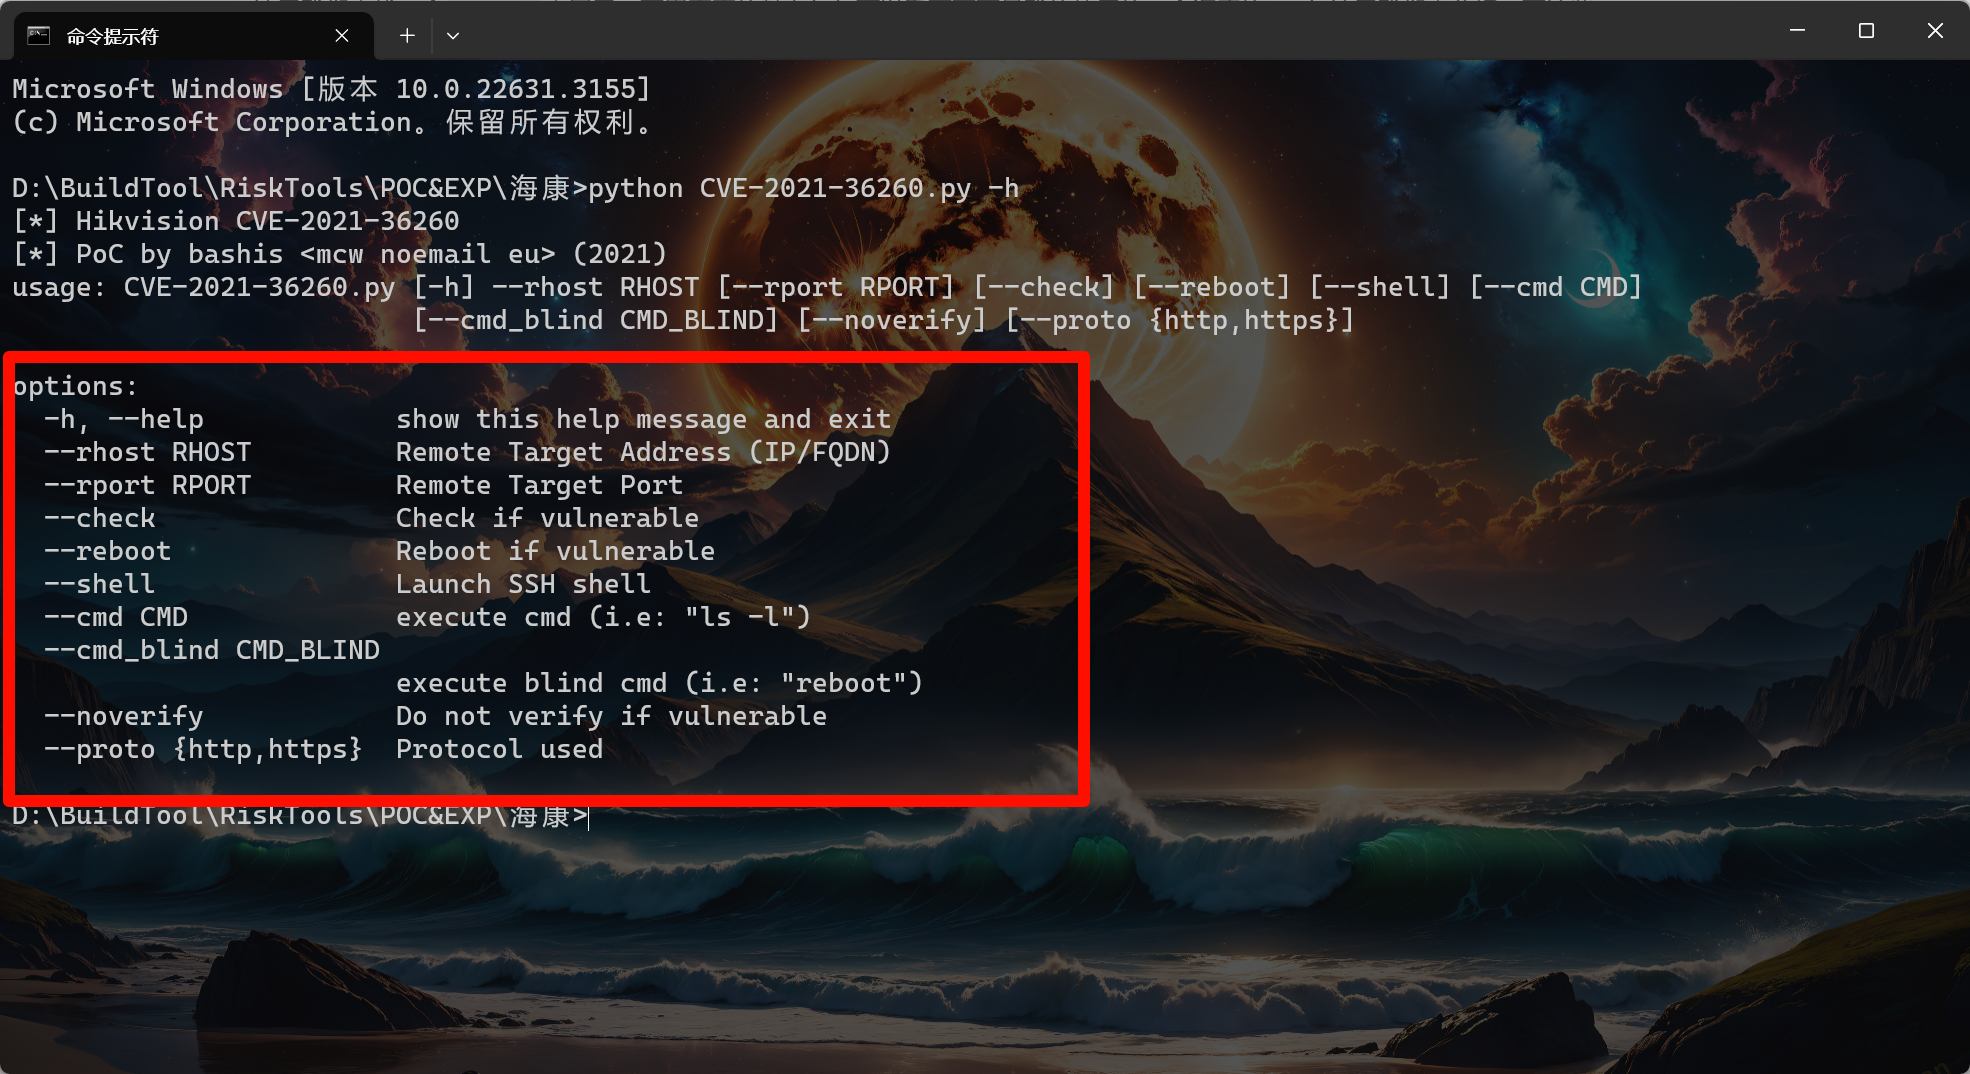 命令提示符
Microsoft Windows [版本 10.0.22631.3155]
(c) Microsoft Corporation。保留所有权利。
D:\BuildTool\RiskTools\POC&EXP\海康>python CVE-2021-36260.py -h
[*] Hikvision CVE-2021-36260
[*] PoC by bashis <mcw noemail eu> (2021)
usage: CVE-2021-36260.py [-h] --rhost RHOST [--rport RPORT] [--check] [--reboot] [--shell] [--cmd CMD]
[--cmd_blind CMD_BLIND] [--noverify] [--proto {http,https}]
options:
-h, --help show this help message and exit
--rhost RHOST Remote Target Address (IP/FQDN)
--rport RPORT Remote Target Port
--check Check if vulnerable
--reboot Reboot if vulnerable
--shell Launch SSH shell
--cmd CMD execute cmd (i.e: "ls -l")
--cmd_blind CMD_BLIND
execute blind cmd (i.e: "reboot")
--noverify Do not verify if vulnerable
--proto {http,https} Protocol used
D:\BuildTool\RiskTools\POC&EXP\海康>